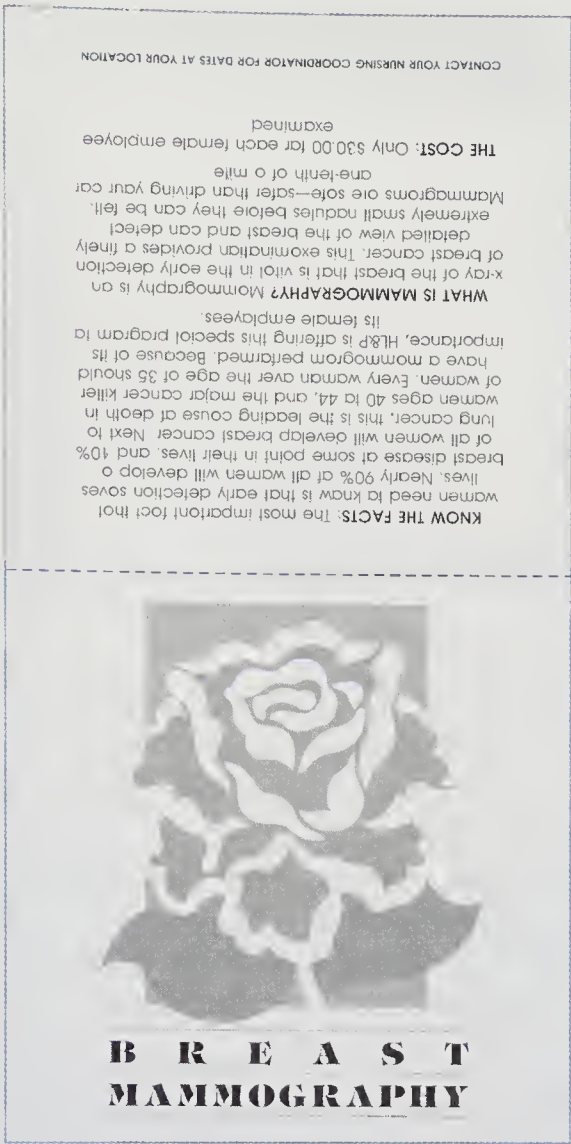 KNOW THE FACTS: The most important fact that
women need to know is that early detection saves
lives. Nearly 90% of all women will develop a
breast disease at some point in their lives, and 10%
of all women will develop breast cancer. Next to
lung cancer, this is the leading cause of death in
women ages 40 to 44, and the major cancer killer
of women. Every woman over the age of 35 should
have a mammogram performed. Because of its
importance, HL&P is offering this special program to
its female employees.
WHAT IS MAMMOGRAPHY? Mammography is an
x-ray of the breast that is vital in the early detection
of breast cancer. This examination provides a finely
detailed view of the breast and can detect
extremely small nodules before they can be felt.
Mammograms are safe—safer than driving your car
one-tenth of a mile
THE COST: Only $30.00 for each female employee
examined
CONTACT YOUR NURSING COORDINATOR FOR DATES AT YOUR LOCATION
BREAST
MAMMOGRAPHY